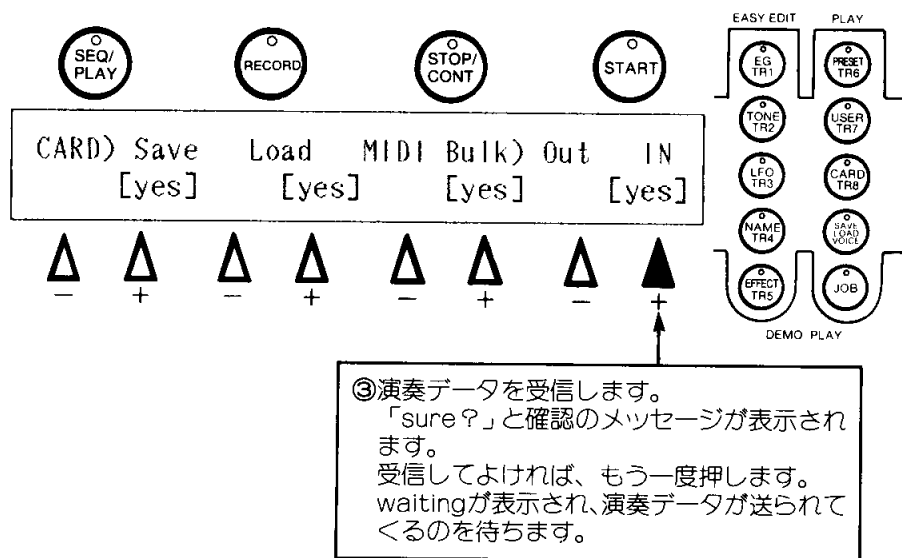 EASY EDIT PLAY
SEQ/
PLAY
RECORD
STOP/
CONT
START
EG
TR1
PRESET
TR6
TONE
TR2
USER
TR7
LFO
TR3
CARD
TR8
NAME
TR4
SAVE
LOAD
VOICE
EFFECT
TR5
JOB
DEMO PLAY
CARD) Save Load MIDI Bulk) Out IN
[yes] [yes] [yes] [yes]
− + − + − + − +
③演奏データを受信します。
「sure?」と確認のメッセージが表示され
ます。
受信してよければ、もう一度押します。
waitingが表示され、演奏データが送られて
くるのを待ちます。